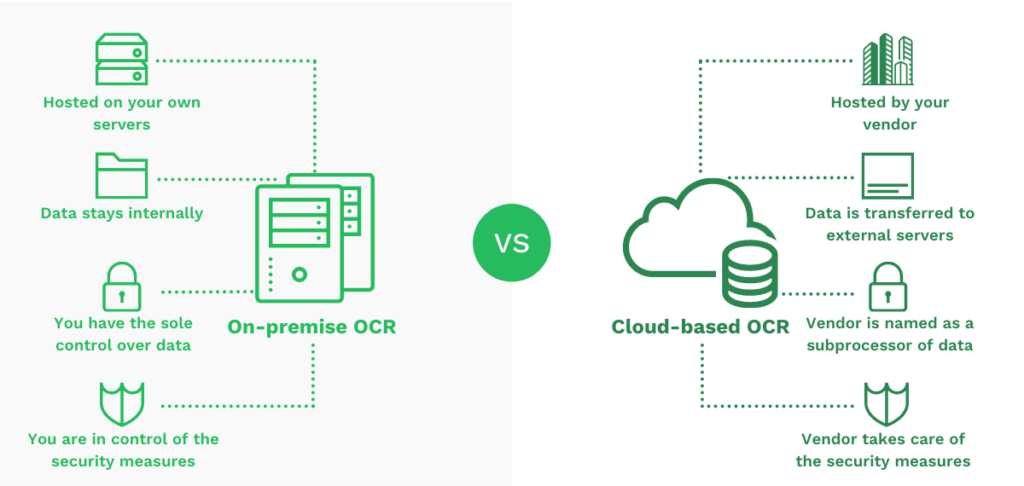 Hosted on your own
servers
Data stays internally
You have the sole
control over data
You are in control of the
security measures
On-premise OCR
VS
Cloud-based OCR
Hosted by your
vendor
Data is transferred to
external servers
Vendor is named as a
subprocessor of data
Vendor takes care of
the security measures